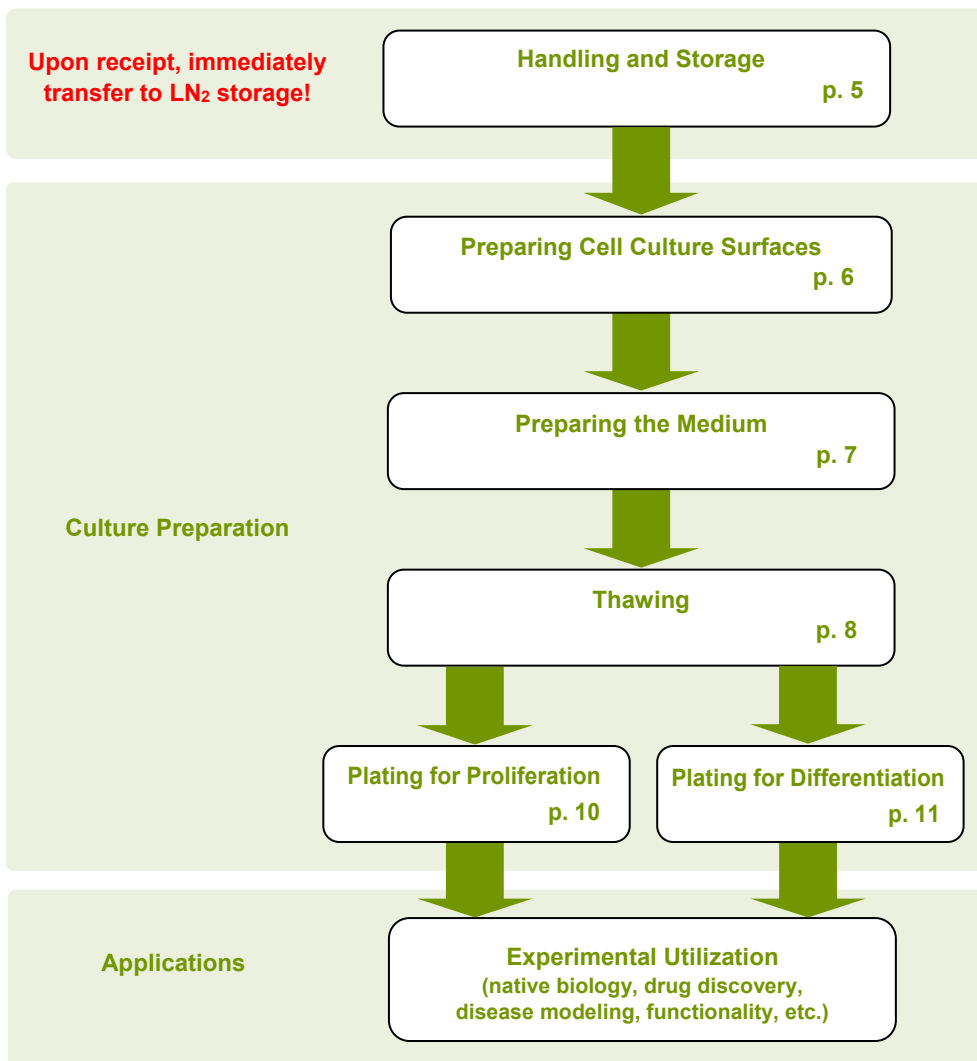 Upon receipt, immediately
transfer to LN₂ storage!
Handling and Storage
p. 5
Preparing Cell Culture Surfaces
p. 6
Preparing the Medium
p. 7
Culture Preparation
Thawing
p. 8
Plating for Proliferation
p. 10
Plating for Differentiation
p. 11
Applications
Experimental Utilization
(native biology, drug discovery,
disease modeling, functionality, etc.)